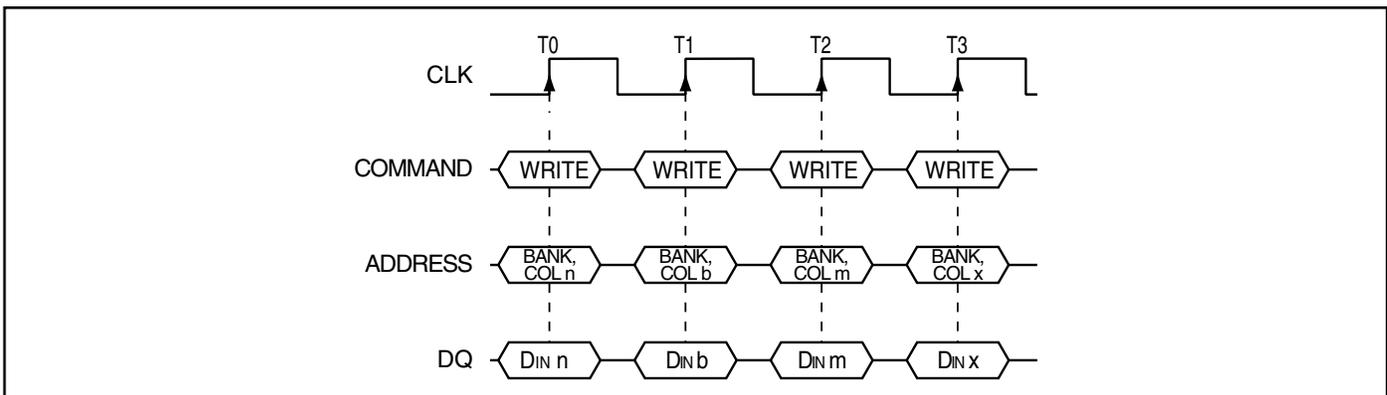 T0 T1 T2 T3
CLK
COMMAND WRITE WRITE WRITE WRITE
ADDRESS BANK, COL n BANK, COL b BANK, COL m BANK, COL x
DQ DIN n DIN b DIN m DIN x